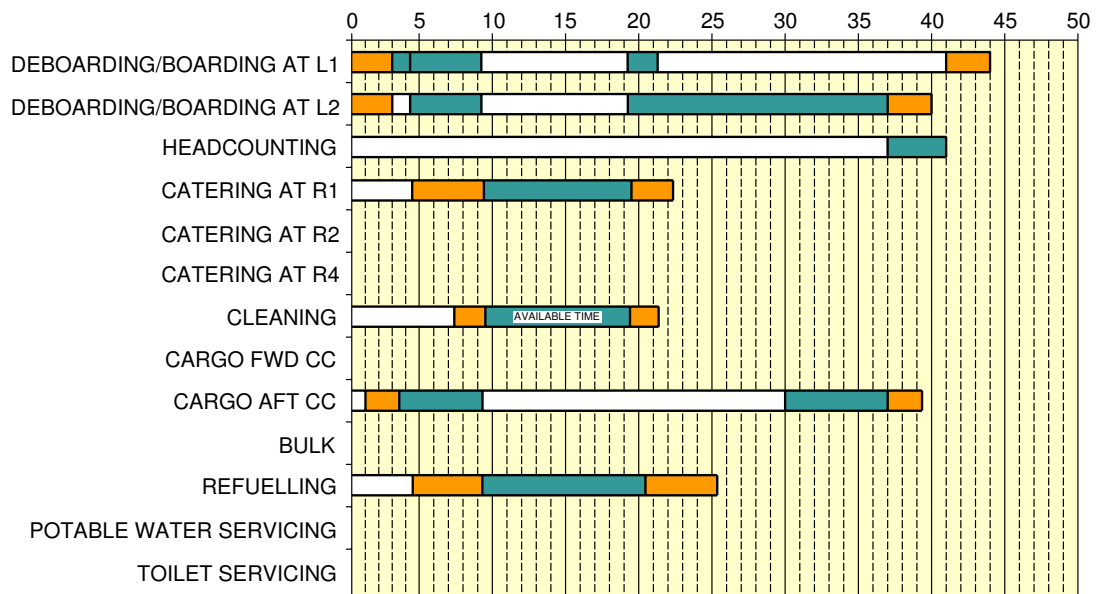 0 5 10 15 20 25 30 35 40 45 50
DEBOARDING/BOARDING AT L1
DEBOARDING/BOARDING AT L2
HEADCOUNTING
CATERING AT R1
CATERING AT R2
CATERING AT R4
CLEANING
AVAILABLE TIME
CARGO FWD CC
CARGO AFT CC
BULK
REFUELLING
POTABLE WATER SERVICING
TOILET SERVICING